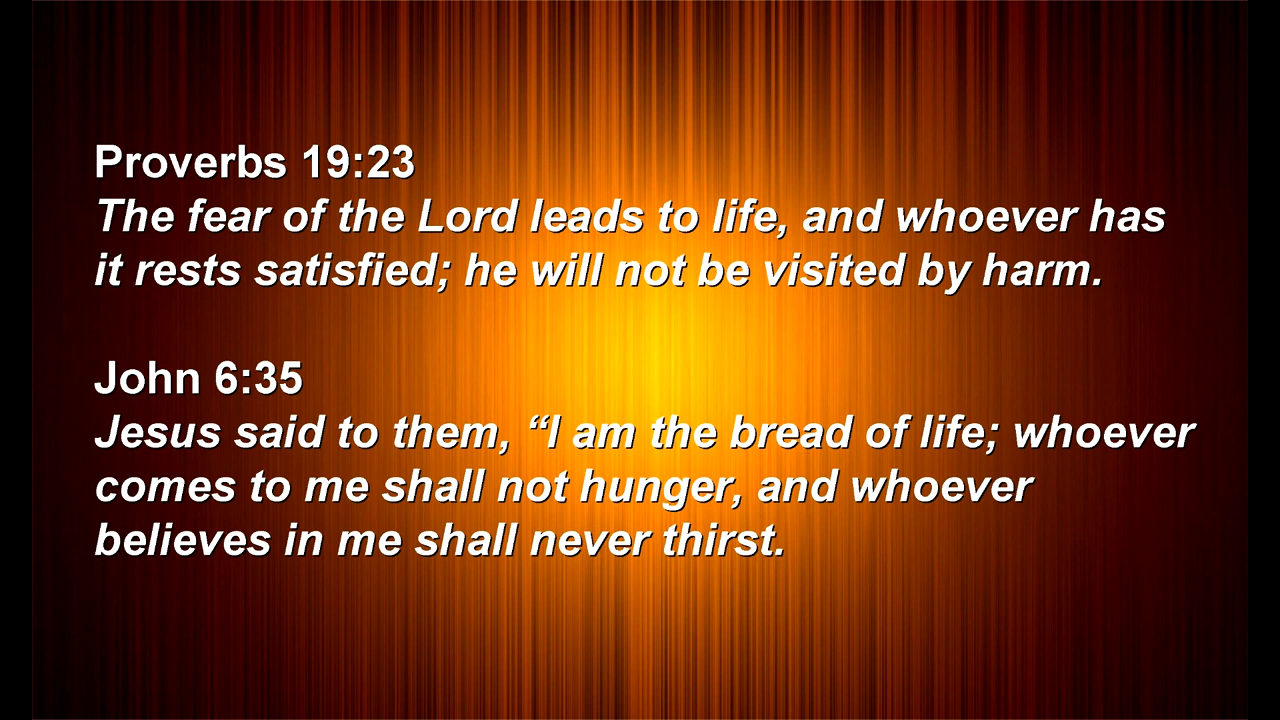 Proverbs 19:23
The fear of the Lord leads to life, and whoever has
it rests satisfied; he will not be visited by harm.
John 6:35
Jesus said to them, “I am the bread of life; whoever
comes to me shall not hunger, and whoever
believes in me shall never thirst.